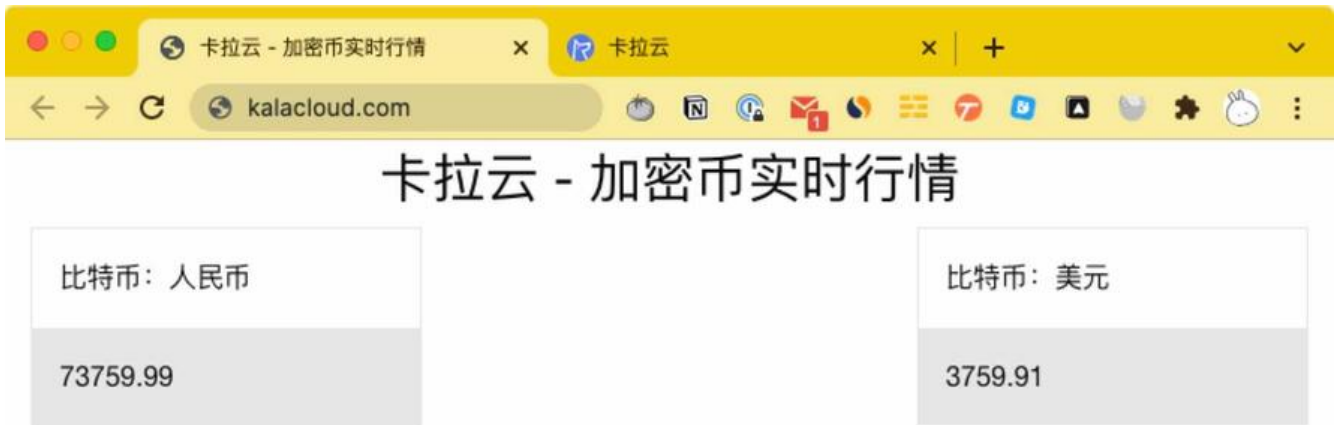 卡拉云 - 加密币实时行情
卡拉云
kalacloud.com
1
卡拉云 - 加密币实时行情
比特币：人民币
比特币：美元
73759.99
3759.91